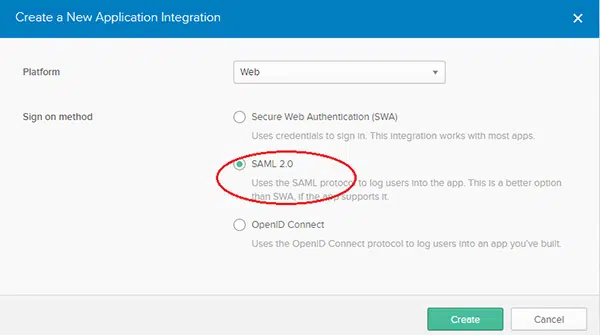 Create a New Application Integration
Platform
Web
Sign on method
Secure Web Authentication (SWA)
Uses credentials to sign in. This integration works with most apps.
SAML 2.0
Uses the SAML protocol to log users into the app. This is a better option
than SWA, if the app supports it.
OpenID Connect
Uses the OpenID Connect protocol to log users into an app you've built.
Create
Cancel